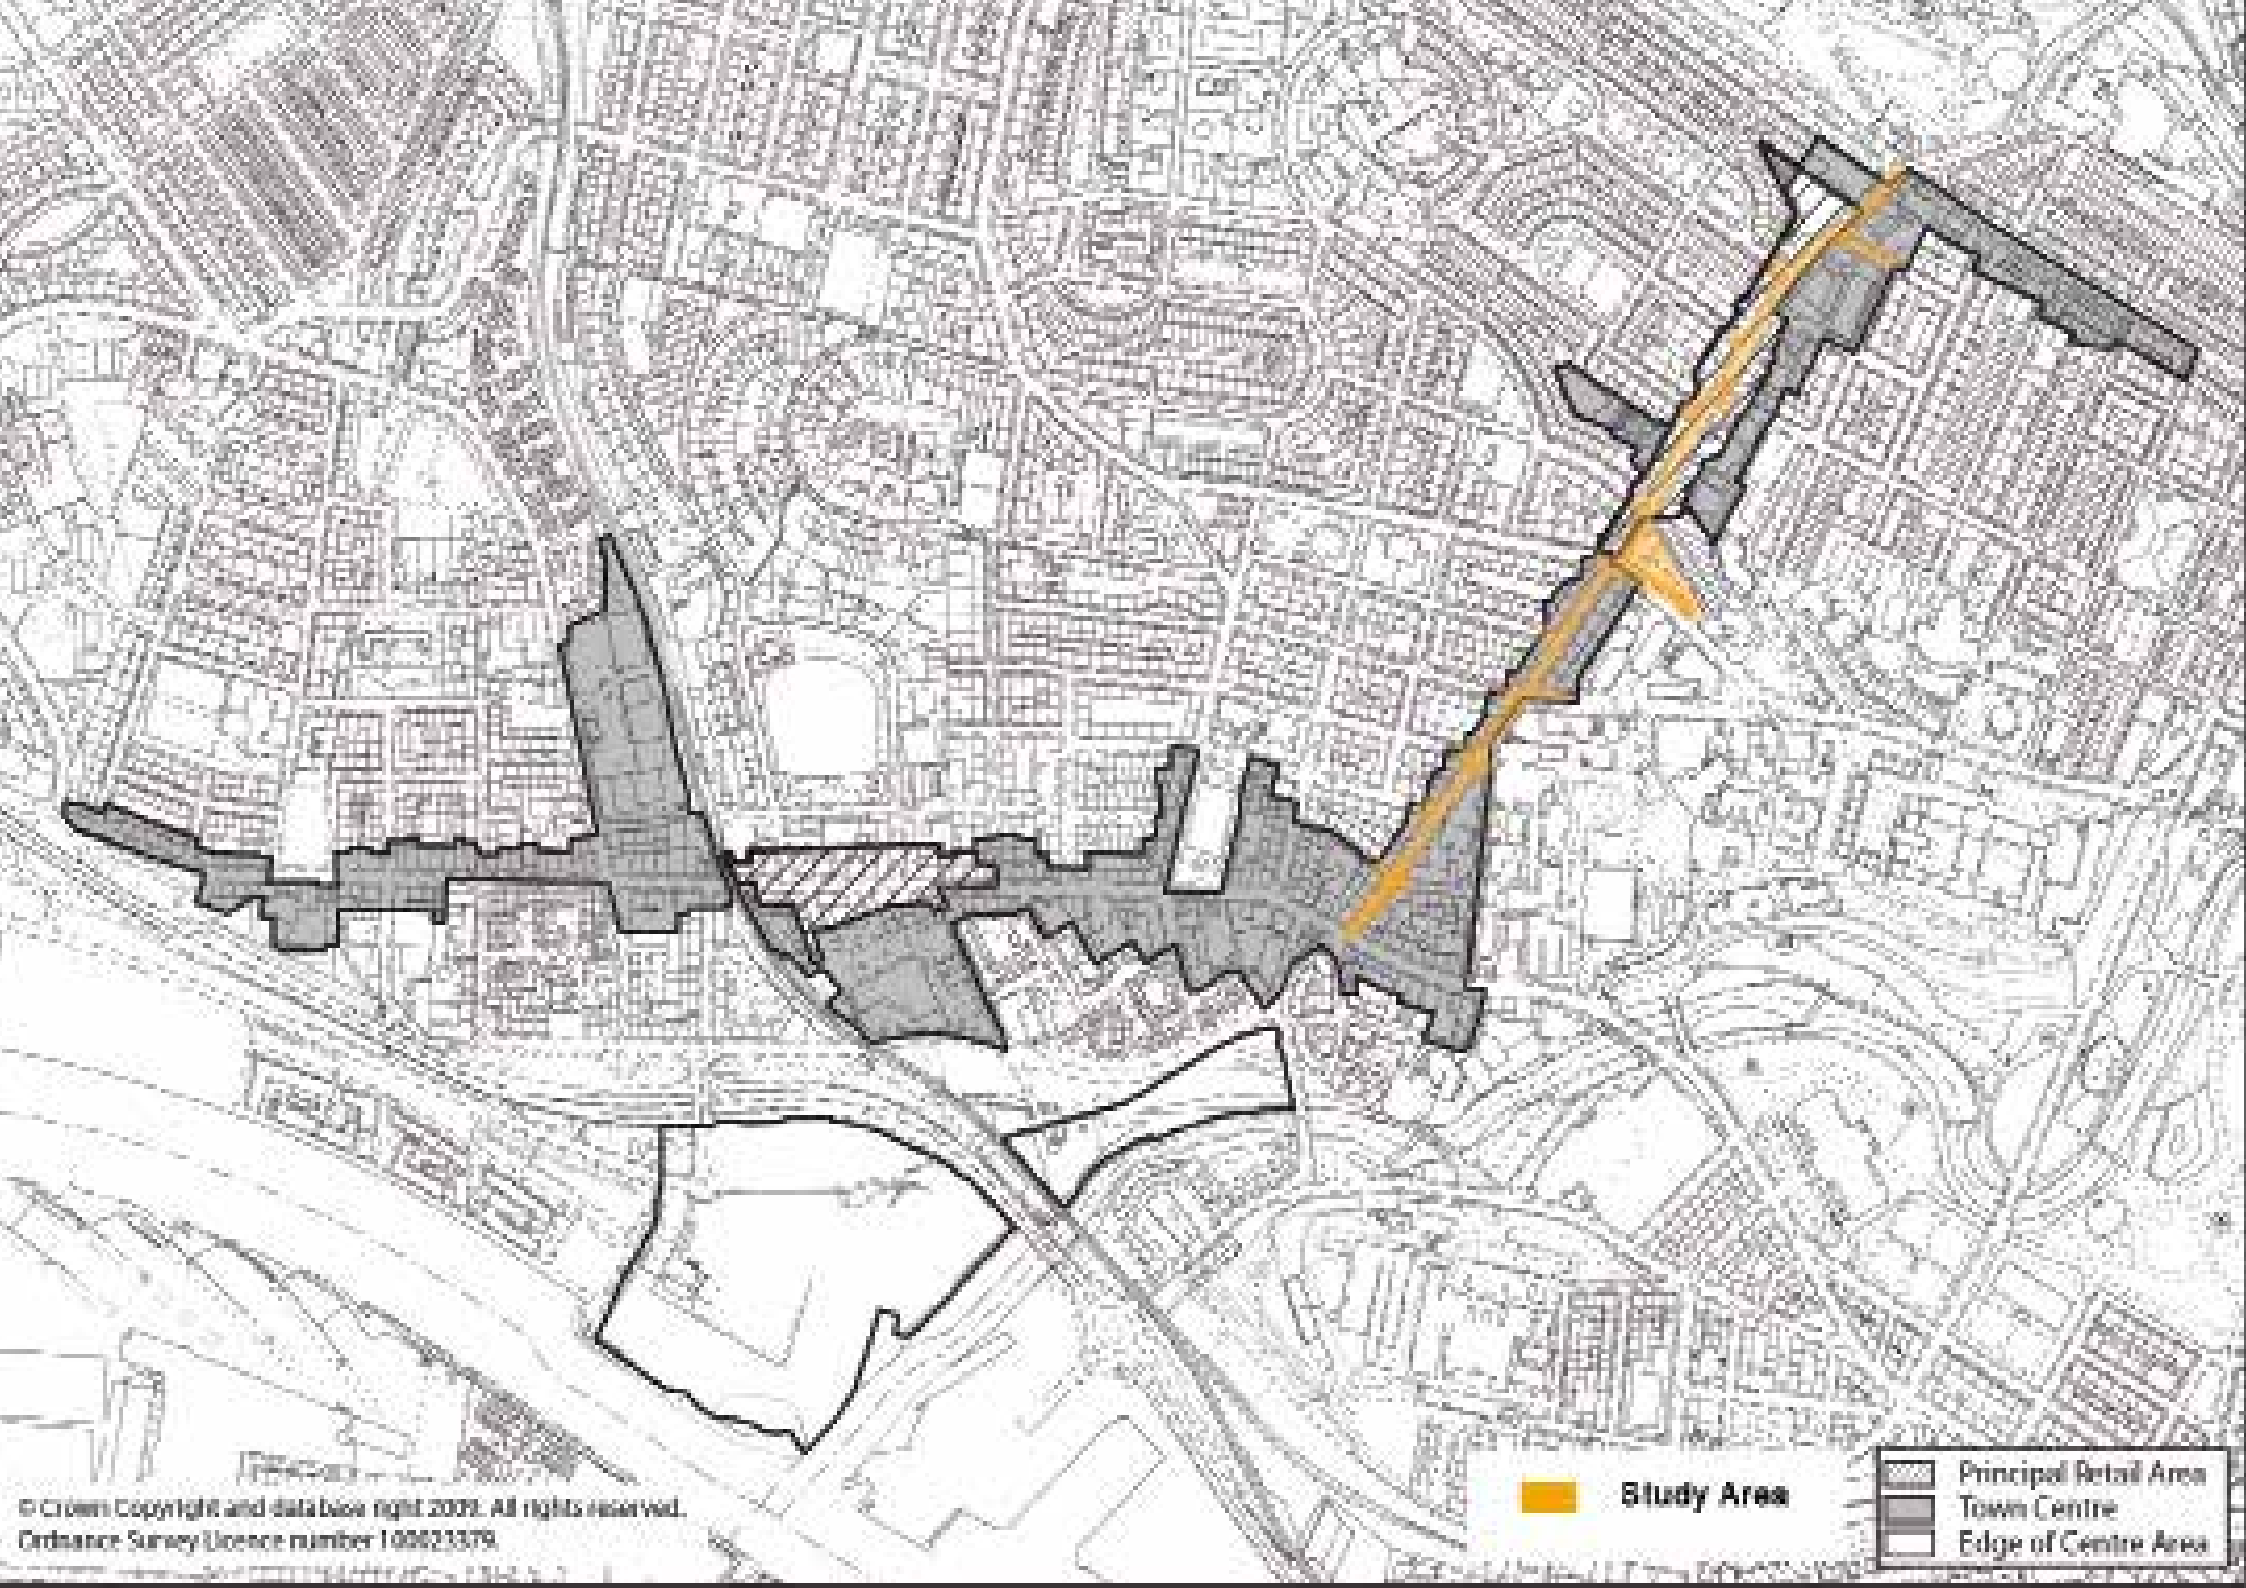 © Crown Copyright and database right 2009. All rights reserved.
Ordnance Survey Licence number 100023379.
Study Area
Principal Retail Area
Town Centre
Edge of Centre Area